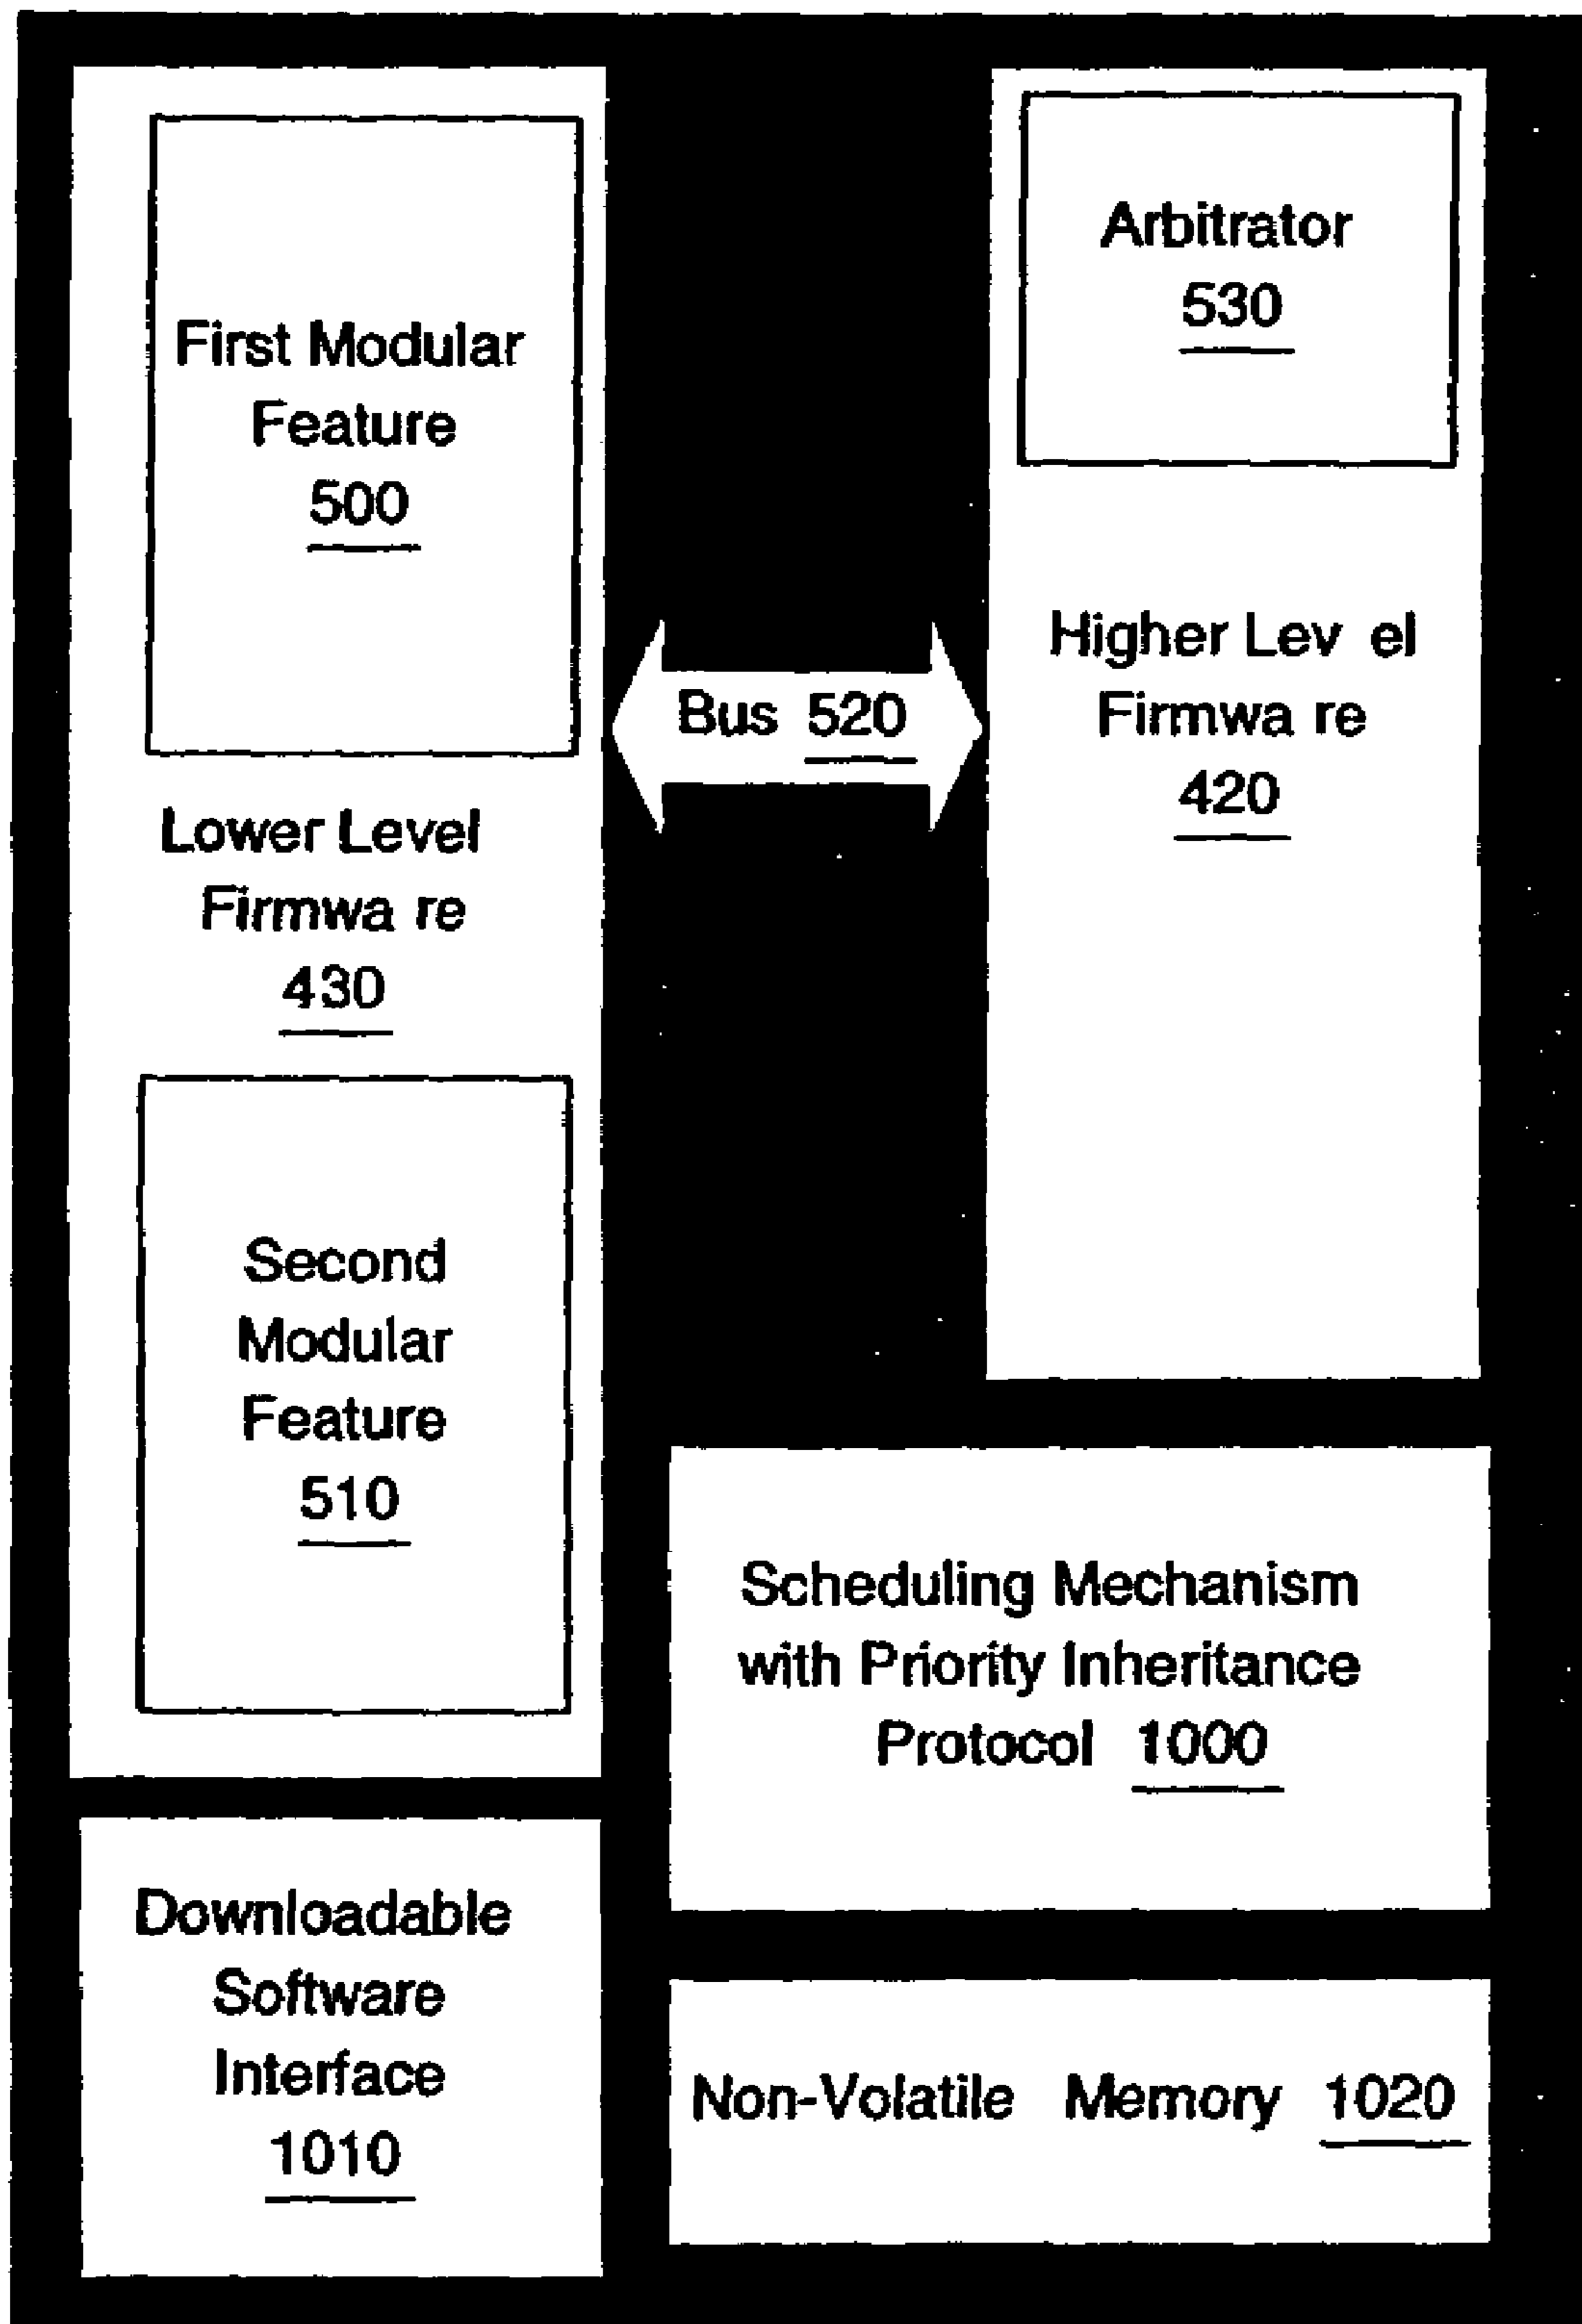 First Modular
Feature
500
Lower Level
Firmwa re
430
Second
Modular
Feature
510
Bus 520
Arbitrator
530
Higher Lev el
Firmwa re
420
Scheduling Mechanism
with Priority Inheritance
Protocol 1000
Downloadable
Software
Interface
1010
Non-Volatile Memory 1020